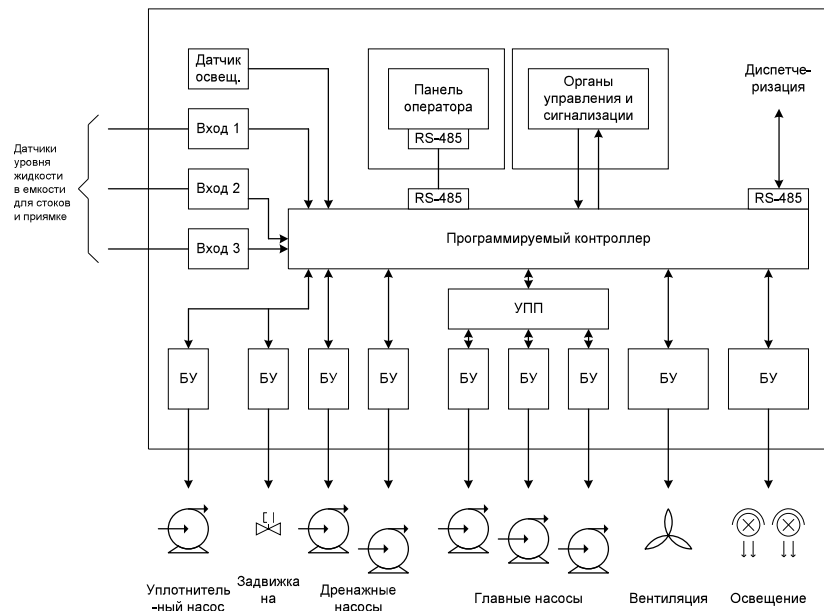 Датчик
освещ.
Панель
оператора
RS-485
Органы
управления и
сигнализации
Диспетче-
ризация
Вход 1
Датчики
уровня
жидкости
в емкости
для стоков
и приямке
Вход 2
RS-485
RS-485
Вход 3
Программируемый контроллер
УПП
БУ
БУ
БУ
БУ
БУ
БУ
БУ
БУ
БУ
Уплотнитель
-ный насос
Задвижка
на
Дренажные
насосы
Главные насосы
Вентиляция
Освещение